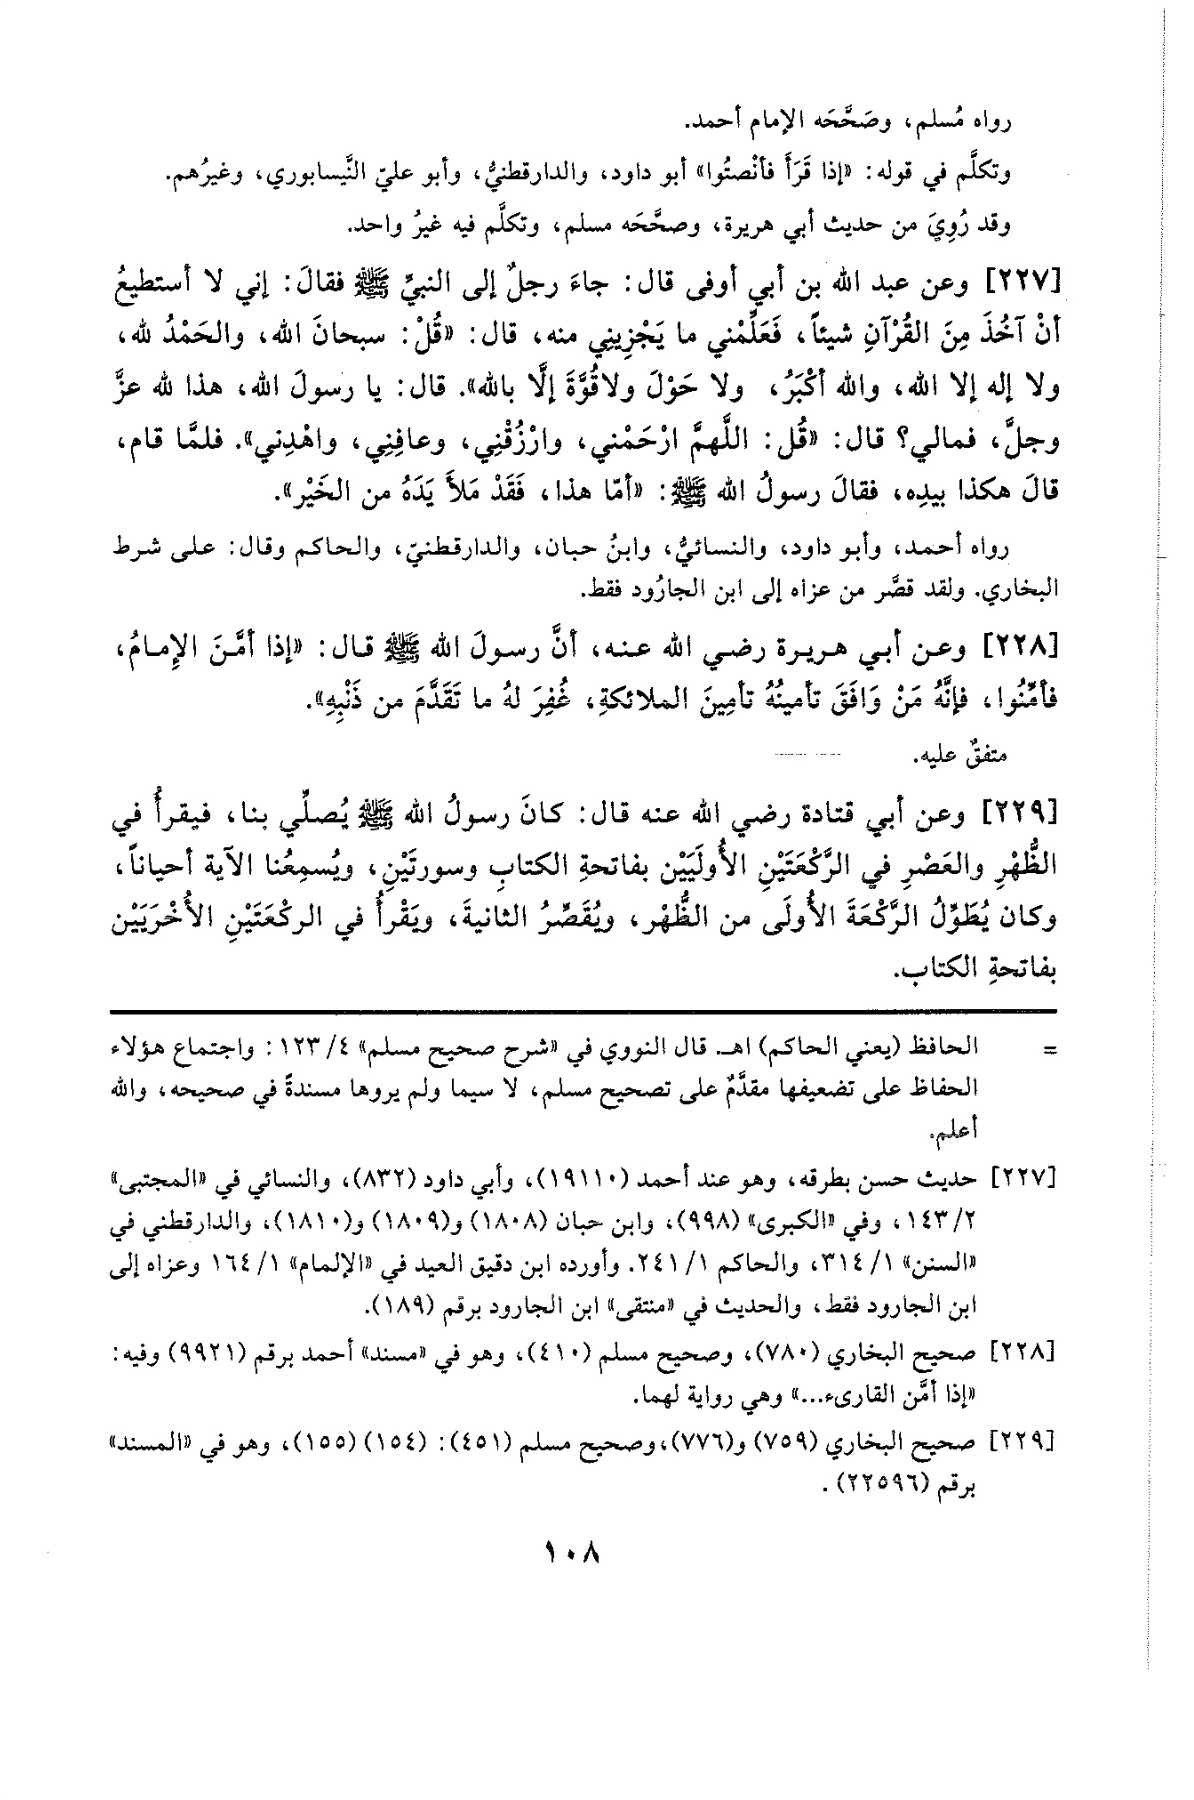 رواه مُسلم، وصَحَّحَه الإمام أحمد.
وتكلَّم في قوله: «إذا قَرَأَ فأنْصتُوا» أبو داود، والدارقطنيُّ، وأبو عليّ النَّيسابوري، وغيرُهم.
وقد رُوِيَ من حديث أبي هريرة، وصحَّحَه مسلم، وتكلَّم فيه غيرُ واحد.
[٢٢٧] وعن عبد الله بن أبي أوفى قال: جاءَ رجلٌ إلى النبيِّ ﷺ فقالَ: إني لا أستطيعُ
أنْ آخُذَ مِنَ القُرْآنِ شيئاً، فَعَلِّمْني ما يَجْزِينِي منه، قال: «قُلْ: سبحانَ الله، والحَمْدُ لله،
ولا إله إلا الله، والله أكْبَرُ، ولا حَوْلَ ولاقُوَّةَ إلَّا بالله». قال: يا رسولَ الله، هذا لله عزَّ
وجلَّ، فمالي؟ قال: «قُل: اللَّهمَّ ارْحَمْني، وارْزُقْنِي، وعافِنِي، واهْدِني». فلمَّا قام،
قالَ هكذا بيدِه، فقالَ رسولُ الله ﷺ: «أمّا هذا، فَقَدْ مَلأَ يَدَهُ من الخَيْر».
رواه أحمد، وأبو داود، والنسائيُّ، وابنُ حبان، والدارقطنيّ، والحاكم وقال: على شرط
البخاري. ولقد قصَّر من عزاه إلى ابن الجارُود فقط.
[٢٢٨] وعن أبي هريرة رضي الله عنه، أنَّ رسولَ الله ﷺ قال: «إذا أمَّنَ الإِمامُ،
فأمِّنُوا، فإنَّهُ مَنْ وَافَقَ تأمينُهُ تأمِينَ الملائكةِ، غُفِرَ لهُ ما تَقَدَّمَ من ذَنْبِهِ».
متفقٌ عليه.
[٢٢٩] وعن أبي قتادة رضي الله عنه قال: كانَ رسولُ الله ﷺ يُصلِّي بنا، فيقرأُ في
الظُّهْرِ والعَصْرِ في الرَّكْعَتَيْنِ الأُولَيَيْن بفاتحةِ الكتابِ وسورتَيْنِ، ويُسمِعُنا الآية أحياناً،
وكان يُطَوِّلُ الرَّكْعَةَ الأُولَى من الظُّهْر، ويُقَصِّرُ الثانيةَ، ويَقْرأُ في الركْعَتَيْنِ الأُخْرَيَيْن
بفاتحةِ الكتاب.
= الحافظ (يعني الحاكم) اهـ. قال النووي في «شرح صحيح مسلم» ٤/ ١٢٣: واجتماع هؤلاء
الحفاظ على تضعيفها مقدَّمٌ على تصحيح مسلم، لا سيما ولم يروها مسندةً في صحيحه، والله
أعلم.
[٢٢٧] حديث حسن بطرقه، وهو عند أحمد (١٩١١٠)، وأبي داود (٨٣٢)، والنسائي في «المجتبى»
٢/ ١٤٣، وفي «الكبرى» (٩٩٨)، وابن حبان (١٨٠٨) و(١٨٠٩) و(١٨١٠)، والدارقطني في
«السنن» ١/ ٣١٤، والحاكم ١/ ٢٤١. وأورده ابن دقيق العيد في «الإلمام» ١/ ١٦٤ وعزاه إلى
ابن الجارود فقط، والحديث في «منتقى» ابن الجارود برقم (١٨٩).
[٢٢٨] صحيح البخاري (٧٨٠)، وصحيح مسلم (٤١٠)، وهو في «مسند» أحمد برقم (٩٩٢١) وفيه:
«إذا أمَّن القارىء...» وهي رواية لهما.
[٢٢٩] صحيح البخاري (٧٥٩) و(٧٧٦)،وصحيح مسلم (٤٥١): (١٥٤) (١٥٥)، وهو في «المسند»
برقم (٢٢٥٩٦).
١٠٨